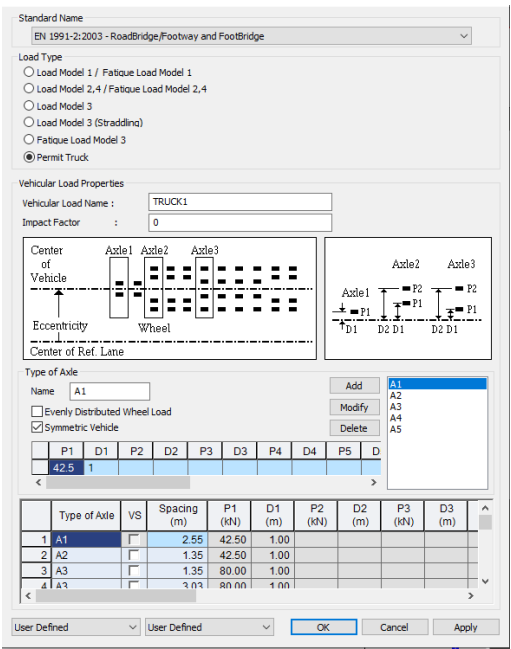 Standard Name
EN 1991-2:2003 - RoadBridge/Footway and FootBridge
Load Type
Load Model 1 / Fatigue Load Model 1
Load Model 2,4 / Fatigue Load Model 2,4
Load Model 3
Load Model 3 (Straddling)
Fatigue Load Model 3
Permit Truck
Vehicular Load Properties
Vehicular Load Name : TRUCK1
Impact Factor : 0
Center of Vehicle Axle1 Axle2 Axle3
Eccentricity Wheel
Center of Ref. Lane
Axle2 Axle3
Axle1 P2 P2
P1 P1 P1
D1 D2 D1 D2 D1
Type of Axle
Name A1 Add
Evenly Distributed Wheel Load Modify
Symmetric Vehicle Delete
A1
A2
A3
A4
A5
P1 D1 P2 D2 P3 D3 P4 D4 P5 D
42.5 1
Type of Axle VS Spacing (m) P1 (kN) D1 (m) P2 (kN) D2 (m) P3 (kN) D3 (m)
1 A1 2.55 42.50 1.00
2 A2 1.35 42.50 1.00
3 A3 1.35 80.00 1.00
4 A3 3.03 80.00 1.00
User Defined User Defined OK Cancel Apply